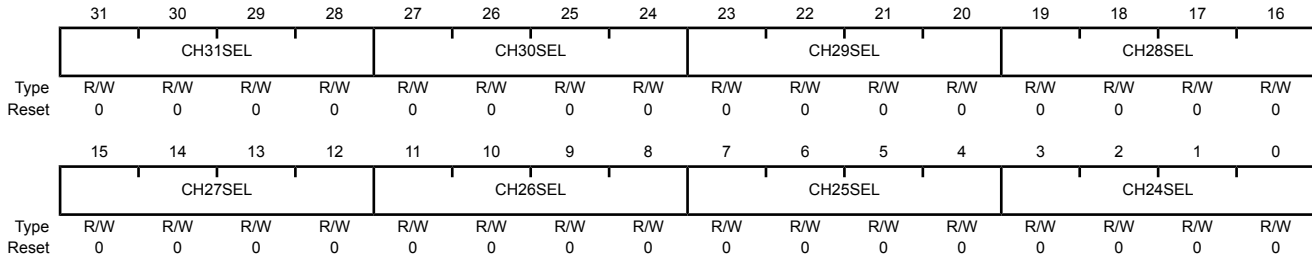 31 30 29 28 27 26 25 24 23 22 21 20 19 18 17 16
CH31SEL CH30SEL CH29SEL CH28SEL
Type R/W R/W R/W R/W R/W R/W R/W R/W R/W R/W R/W R/W R/W R/W R/W R/W
Reset 0 0 0 0 0 0 0 0 0 0 0 0 0 0 0 0
15 14 13 12 11 10 9 8 7 6 5 4 3 2 1 0
CH27SEL CH26SEL CH25SEL CH24SEL
Type R/W R/W R/W R/W R/W R/W R/W R/W R/W R/W R/W R/W R/W R/W R/W R/W
Reset 0 0 0 0 0 0 0 0 0 0 0 0 0 0 0 0